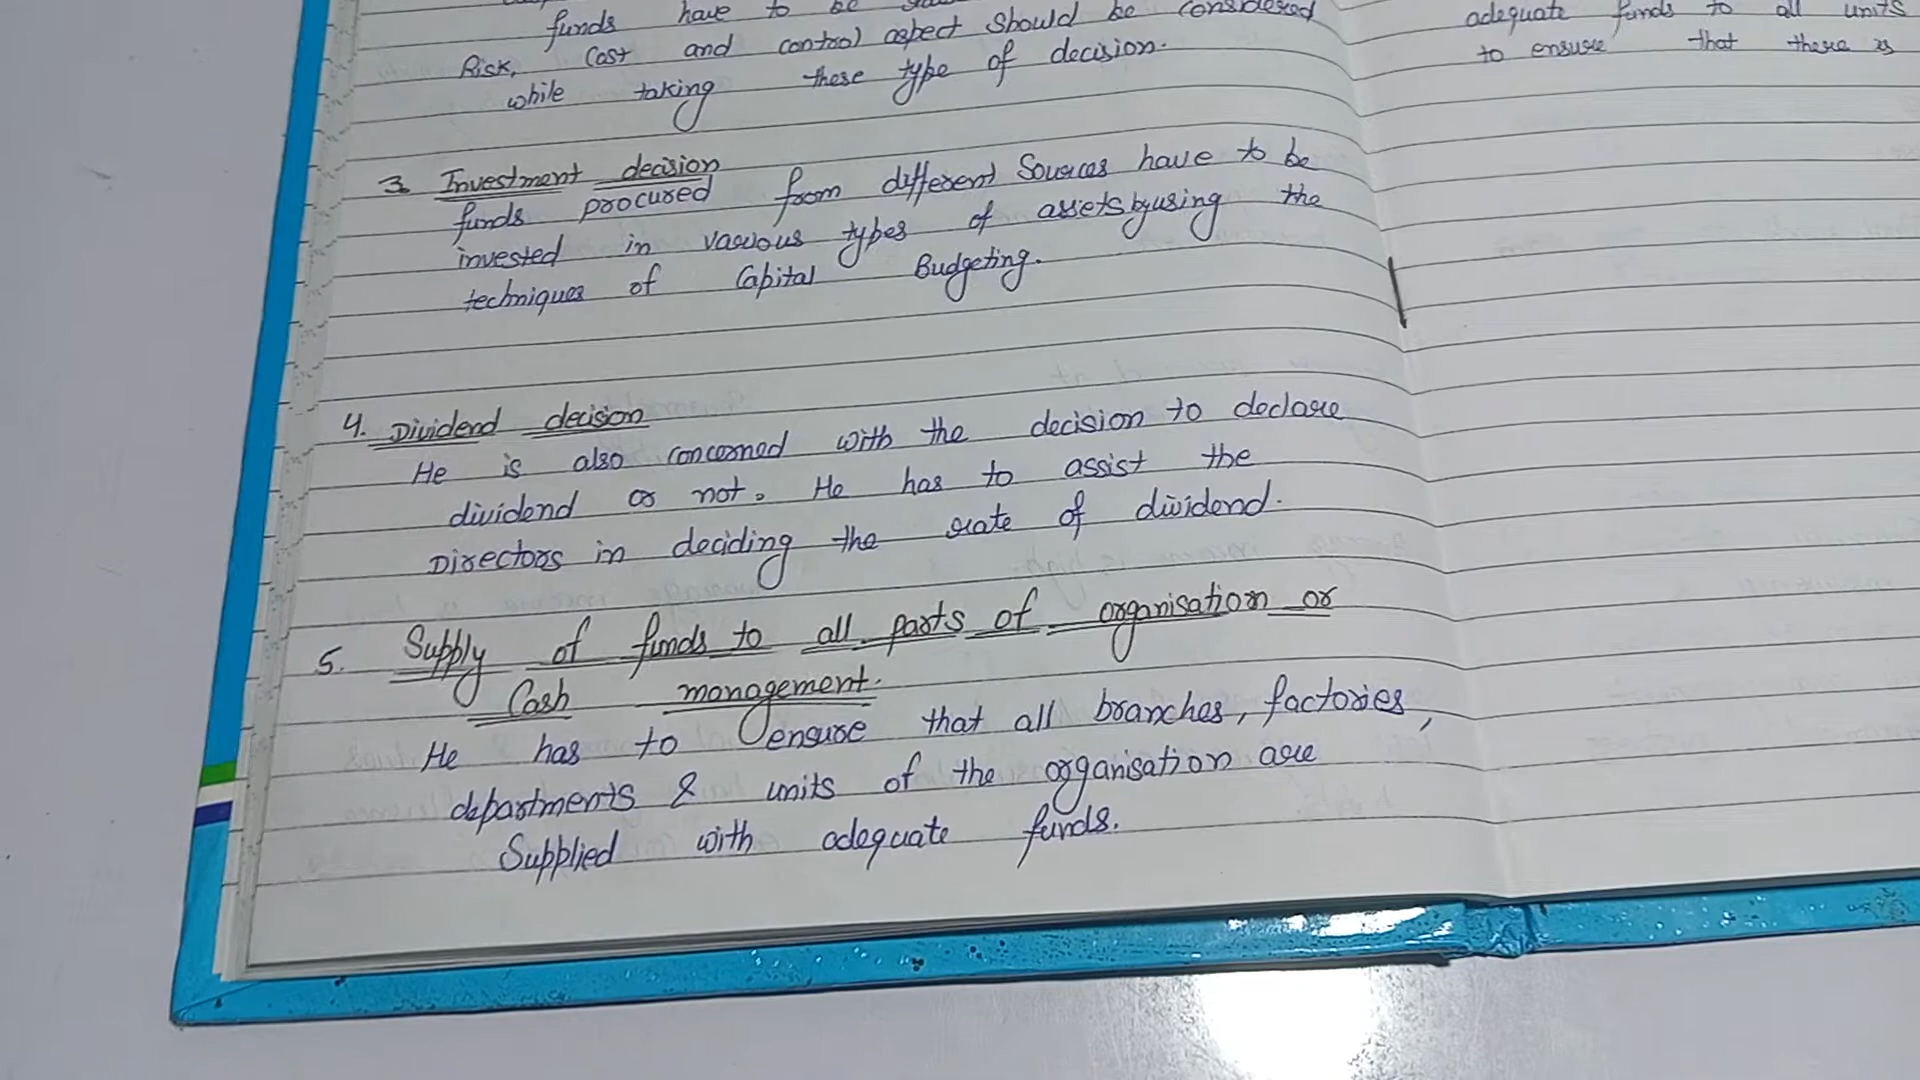 funds have to be
Risk, Cost and control aspect should be considered
while taking these type of decision.
3. Investment decision
funds procured from different Sources have to be
invested in various types of assets by using the
techniques of Capital Budgeting.
4. Dividend decision
He is also concerned with the decision to declare
dividend or not. He has to assist the
Directors in deciding the rate of dividend.
5. Supply of funds to all parts of organisation or
Cash management.
He has to ensure that all branches, factories,
departments & units of the organisation are
Supplied with adequate funds.
adequate funds to all units
to ensure that there is